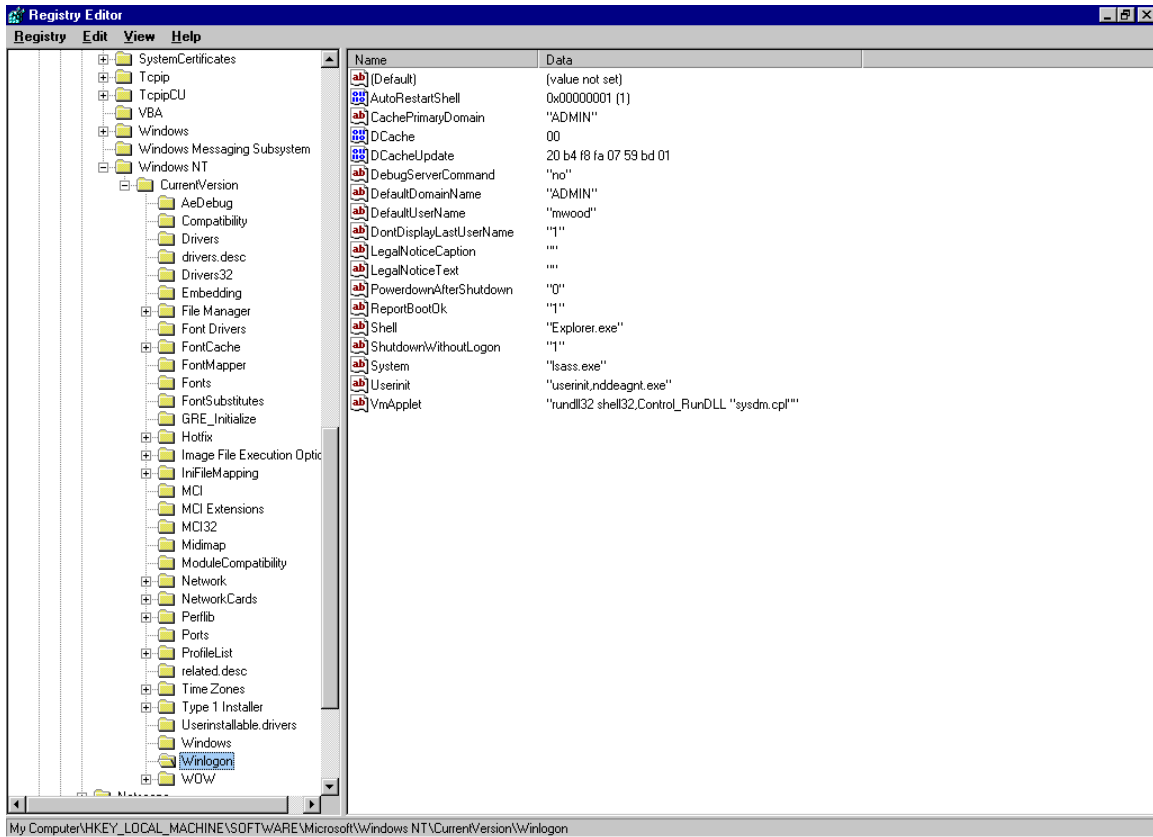 Registry Editor
Registry Edit View Help
SystemCertificates
Tcpip
TcpipCU
VBA
Windows
Windows Messaging Subsystem
Windows NT
CurrentVersion
AeDebug
Compatibility
Drivers
drivers.desc
Drivers32
Embedding
File Manager
Font Drivers
FontCache
FontMapper
Fonts
FontSubstitutes
GRE_Initialize
Hotfix
Image File Execution Optic
IniFileMapping
MCI
MCI Extensions
MCI32
Midimap
ModuleCompatibility
Network
NetworkCards
Perflib
Ports
ProfileList
related.desc
Time Zones
Type 1 Installer
Userinstallable.drivers
Windows
Winlogon
WOW
Name Data
(Default) (value not set)
AutoRestartShell 0x00000001 (1)
CachePrimaryDomain "ADMIN"
DCache 00
DCacheUpdate 20 b4 f8 fa 07 59 bd 01
DebugServerCommand "no"
DefaultDomainName "ADMIN"
DefaultUserName "mwood"
DontDisplayLastUserName "1"
LegalNoticeCaption ""
LegalNoticeText ""
PowerdownAfterShutdown "0"
ReportBootOk "1"
Shell "Explorer.exe"
ShutdownWithoutLogon "1"
System "lsass.exe"
Userinit "userinit,nddeagnt.exe"
VmApplet "rundll32 shell32,Control_RunDLL "sysdm.cpl""
My Computer\HKEY_LOCAL_MACHINE\SOFTWARE\Microsoft\Windows NT\CurrentVersion\Winlogon